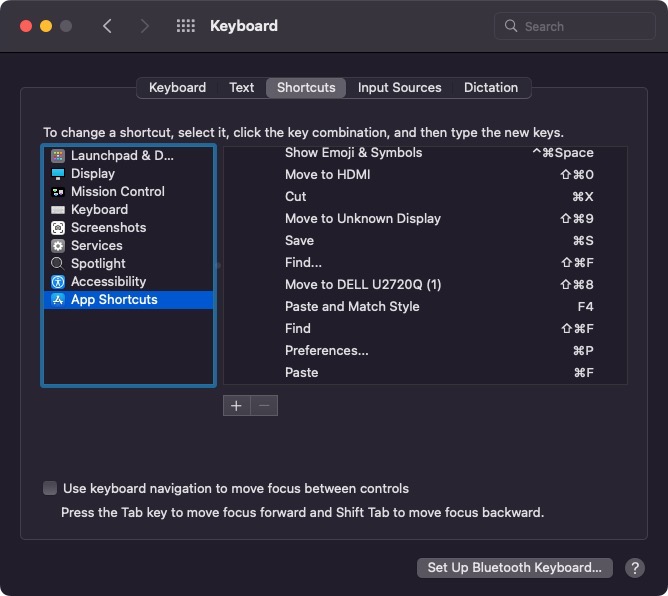 Keyboard
Search
Keyboard Text Shortcuts Input Sources Dictation
To change a shortcut, select it, click the key combination, and then type the new keys.
Launchpad & D...
Display
Mission Control
Keyboard
Screenshots
Services
Spotlight
Accessibility
App Shortcuts
Show Emoji & Symbols ^⌘Space
Move to HDMI ⇧⌘0
Cut ⌘X
Move to Unknown Display ⇧⌘9
Save ⌘S
Find... ⇧⌘F
Move to DELL U2720Q (1) ⇧⌘8
Paste and Match Style F4
Find ⇧⌘F
Preferences... ⌘P
Paste ⌘F
+ −
Use keyboard navigation to move focus between controls
Press the Tab key to move focus forward and Shift Tab to move focus backward.
Set Up Bluetooth Keyboard... ?